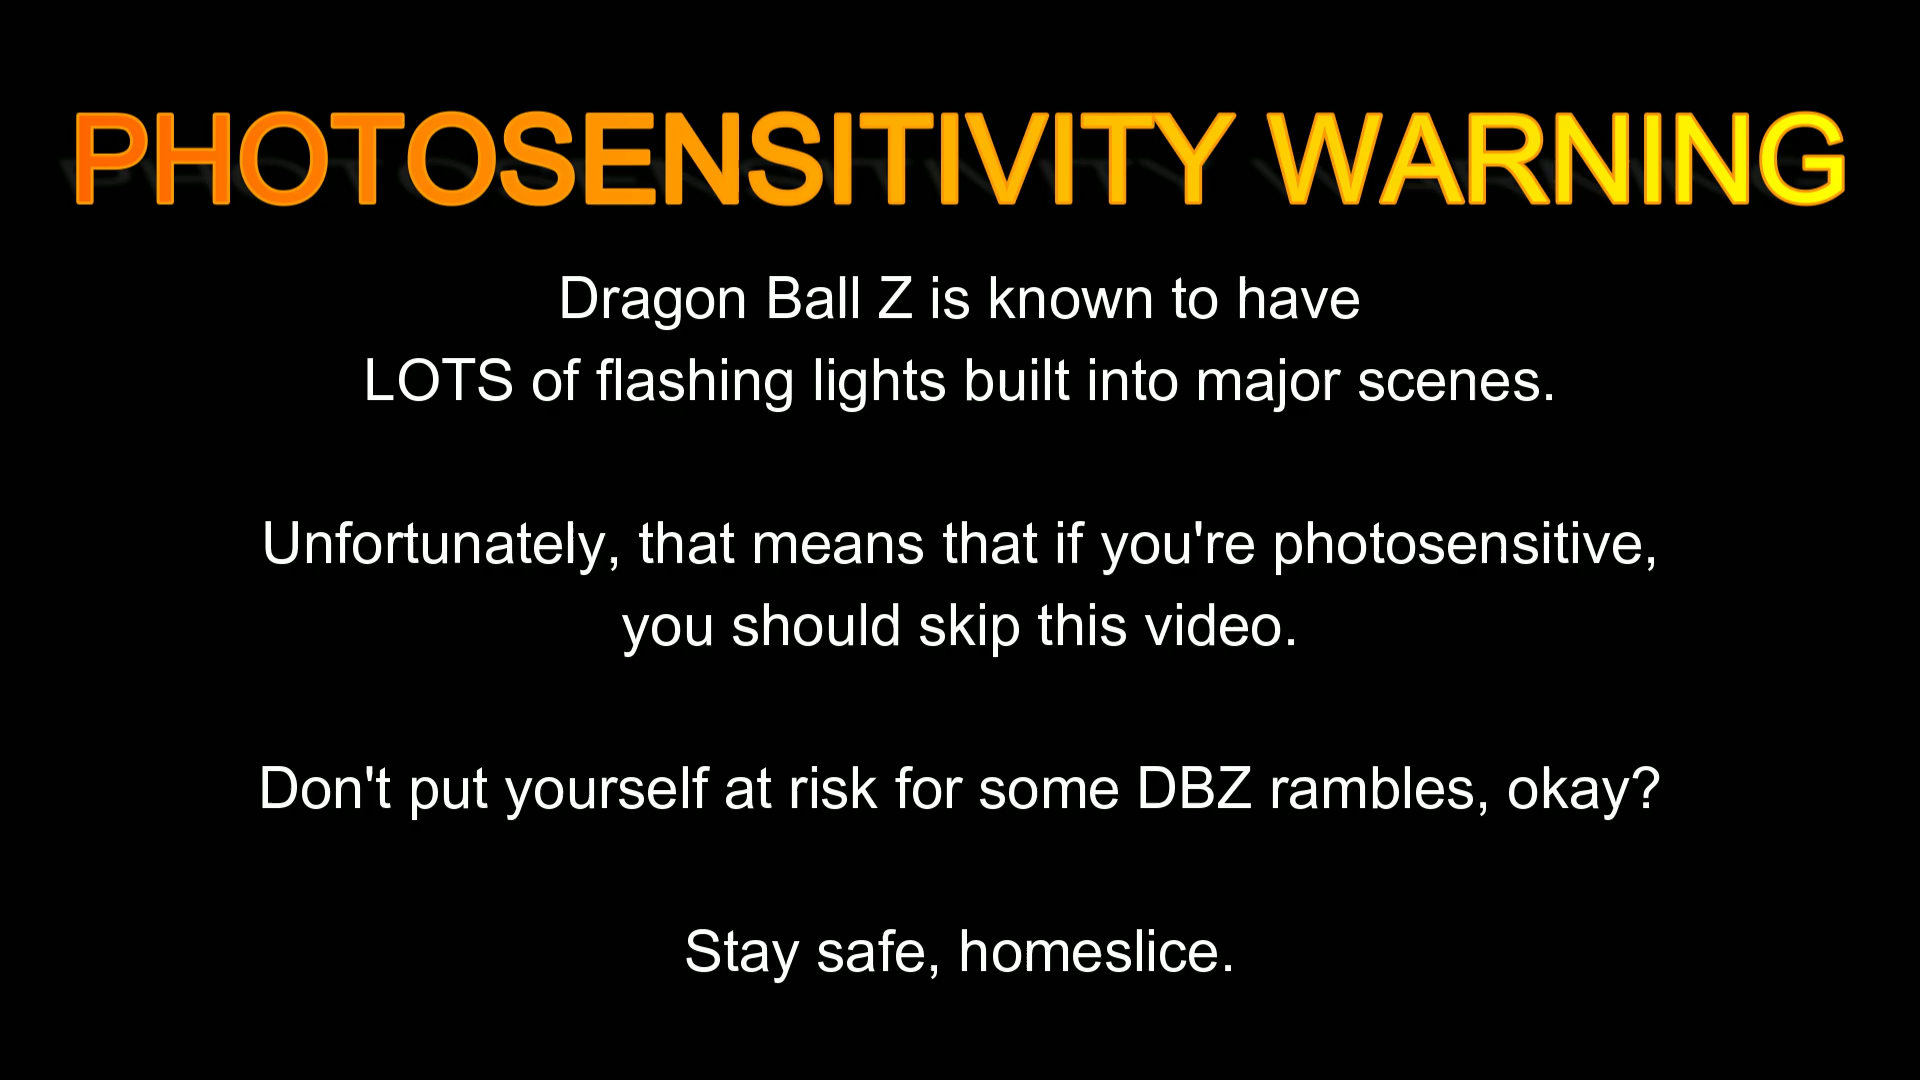 PHOTOSENSITIVITY WARNING
Dragon Ball Z is known to have
LOTS of flashing lights built into major scenes.
Unfortunately, that means that if you're photosensitive,
you should skip this video.
Don't put yourself at risk for some DBZ rambles, okay?
Stay safe, homeslice.